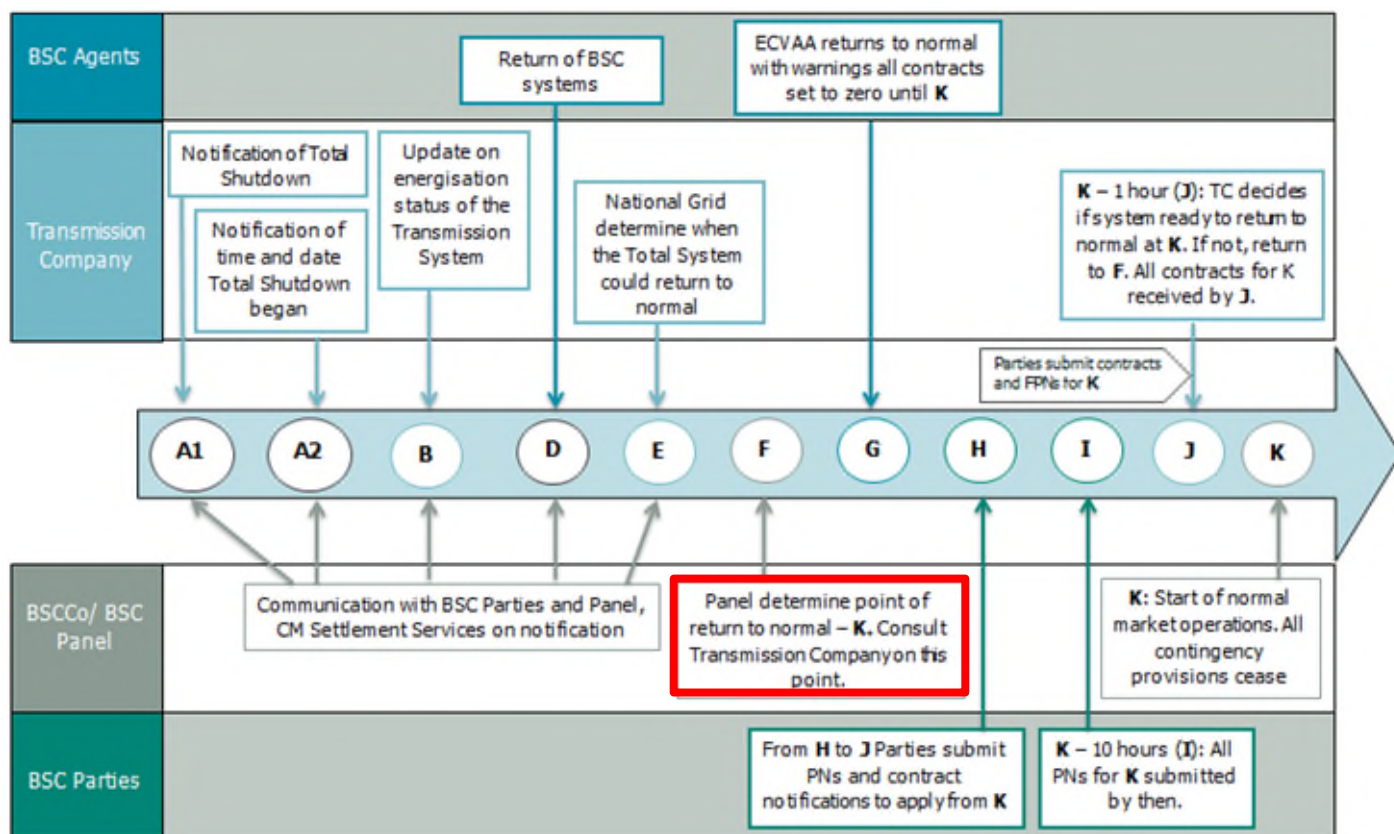 BSC Agents
Return of BSC
systems
ECVAA returns to normal
with warnings all contracts
set to zero until K
Transmission
Company
Notification of Total
Shutdown
Notification of
time and date
Total Shutdown
began
Update on
energisation
status of the
Transmission
System
National Grid
determine when
the Total System
could return to
normal
K – 1 hour (J): TC decides
if system ready to return to
normal at K. If not, return
to F. All contracts for K
received by J.
Parties submit contracts
and FPNs for K
A1
A2
B
D
E
F
G
H
I
J
K
BSCCo/ BSC
Panel
Communication with BSC Parties and Panel,
CM Settlement Services on notification
Panel determine point of
return to normal – K. Consult
Transmission Company on this
point.
K: Start of normal
market operations. All
contingency
provisions cease
BSC Parties
From H to J Parties submit
PNs and contract
notifications to apply from K
K – 10 hours (I): All
PNs for K submitted
by then.